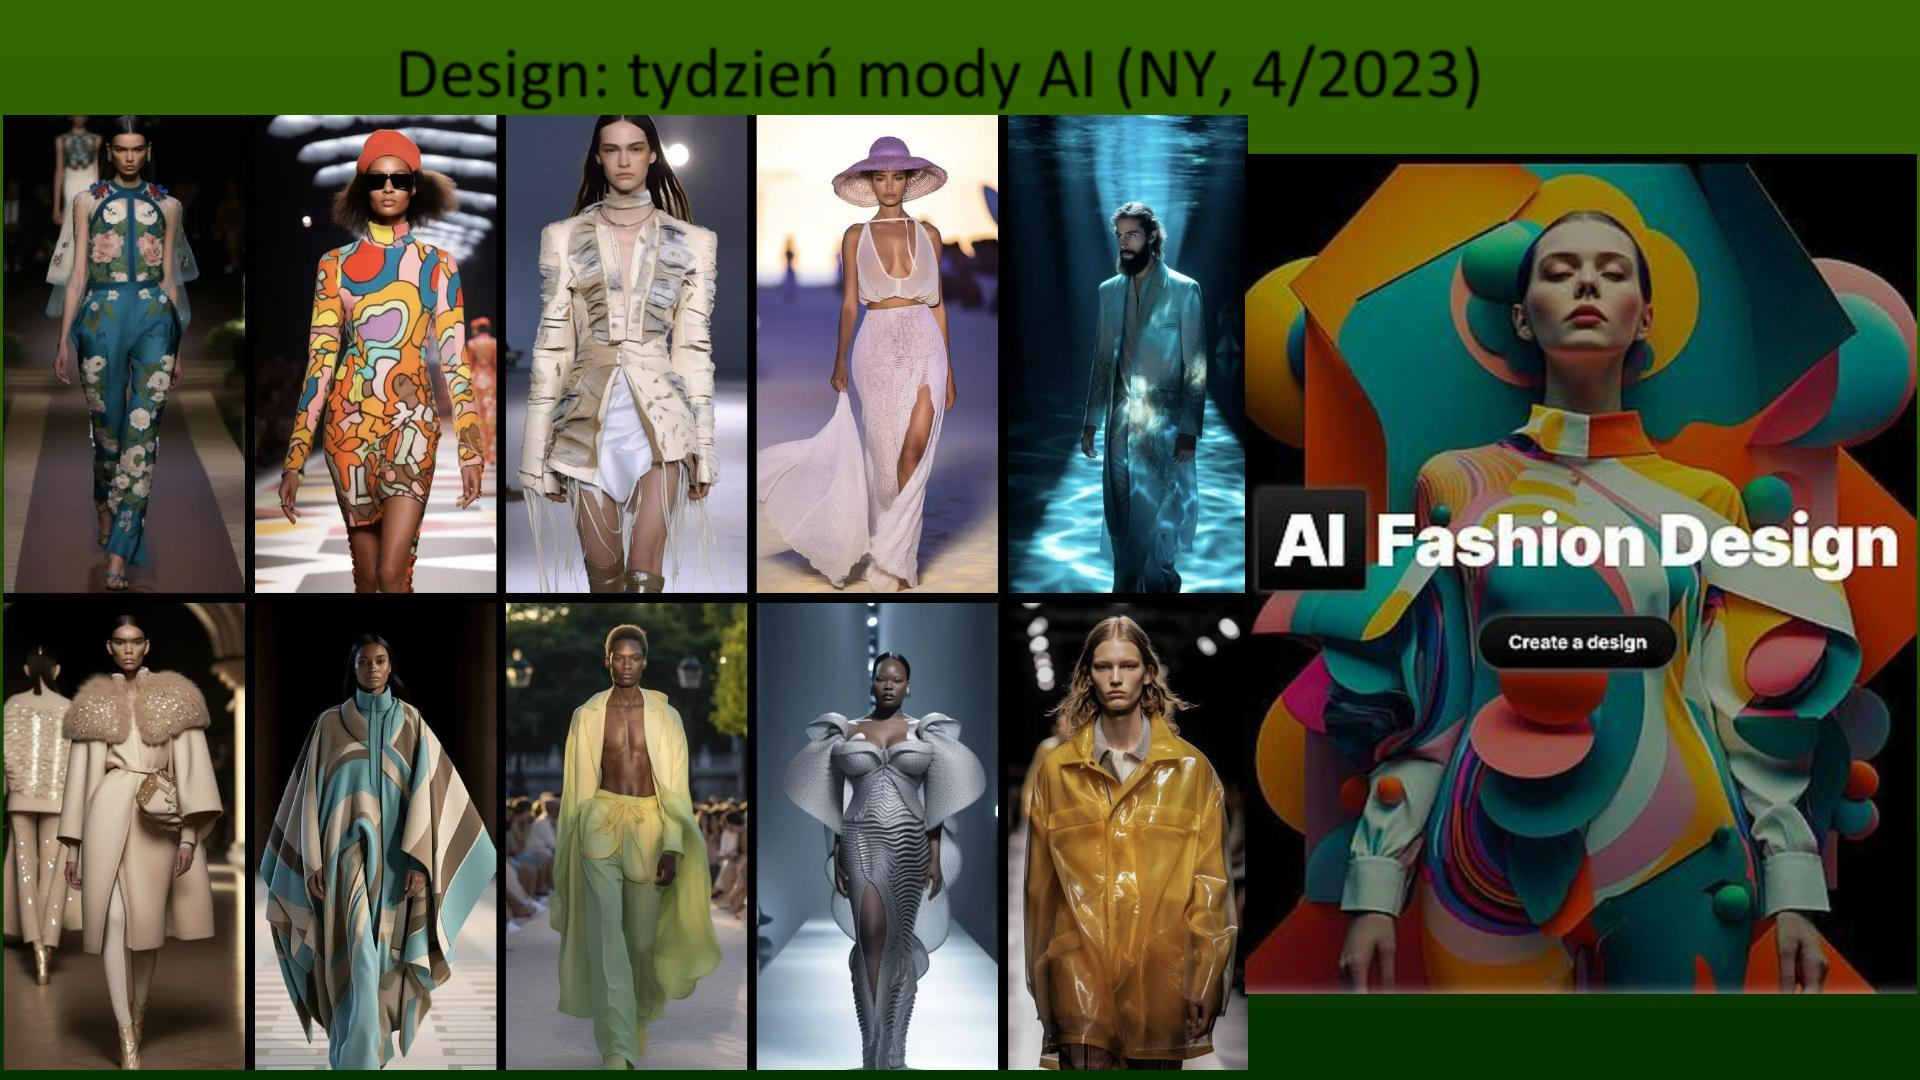 Design: tydzień mody AI (NY, 4/2023)
AI Fashion Design
Create a design